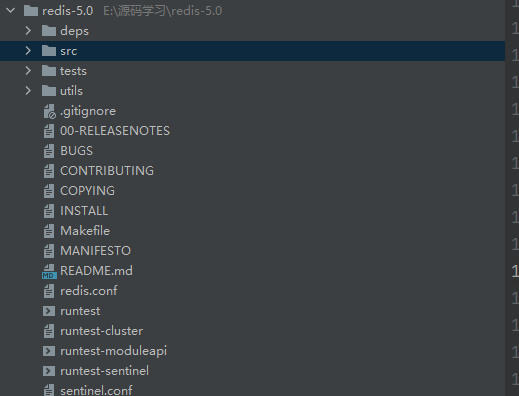 redis-5.0 E:\源码学习\redis-5.0
deps
src
tests
utils
.gitignore
00-RELEASENOTES
BUGS
CONTRIBUTING
COPYING
INSTALL
Makefile
MANIFESTO
MD README.md
redis.conf
runtest
runtest-cluster
runtest-moduleapi
runtest-sentinel
sentinel.conf